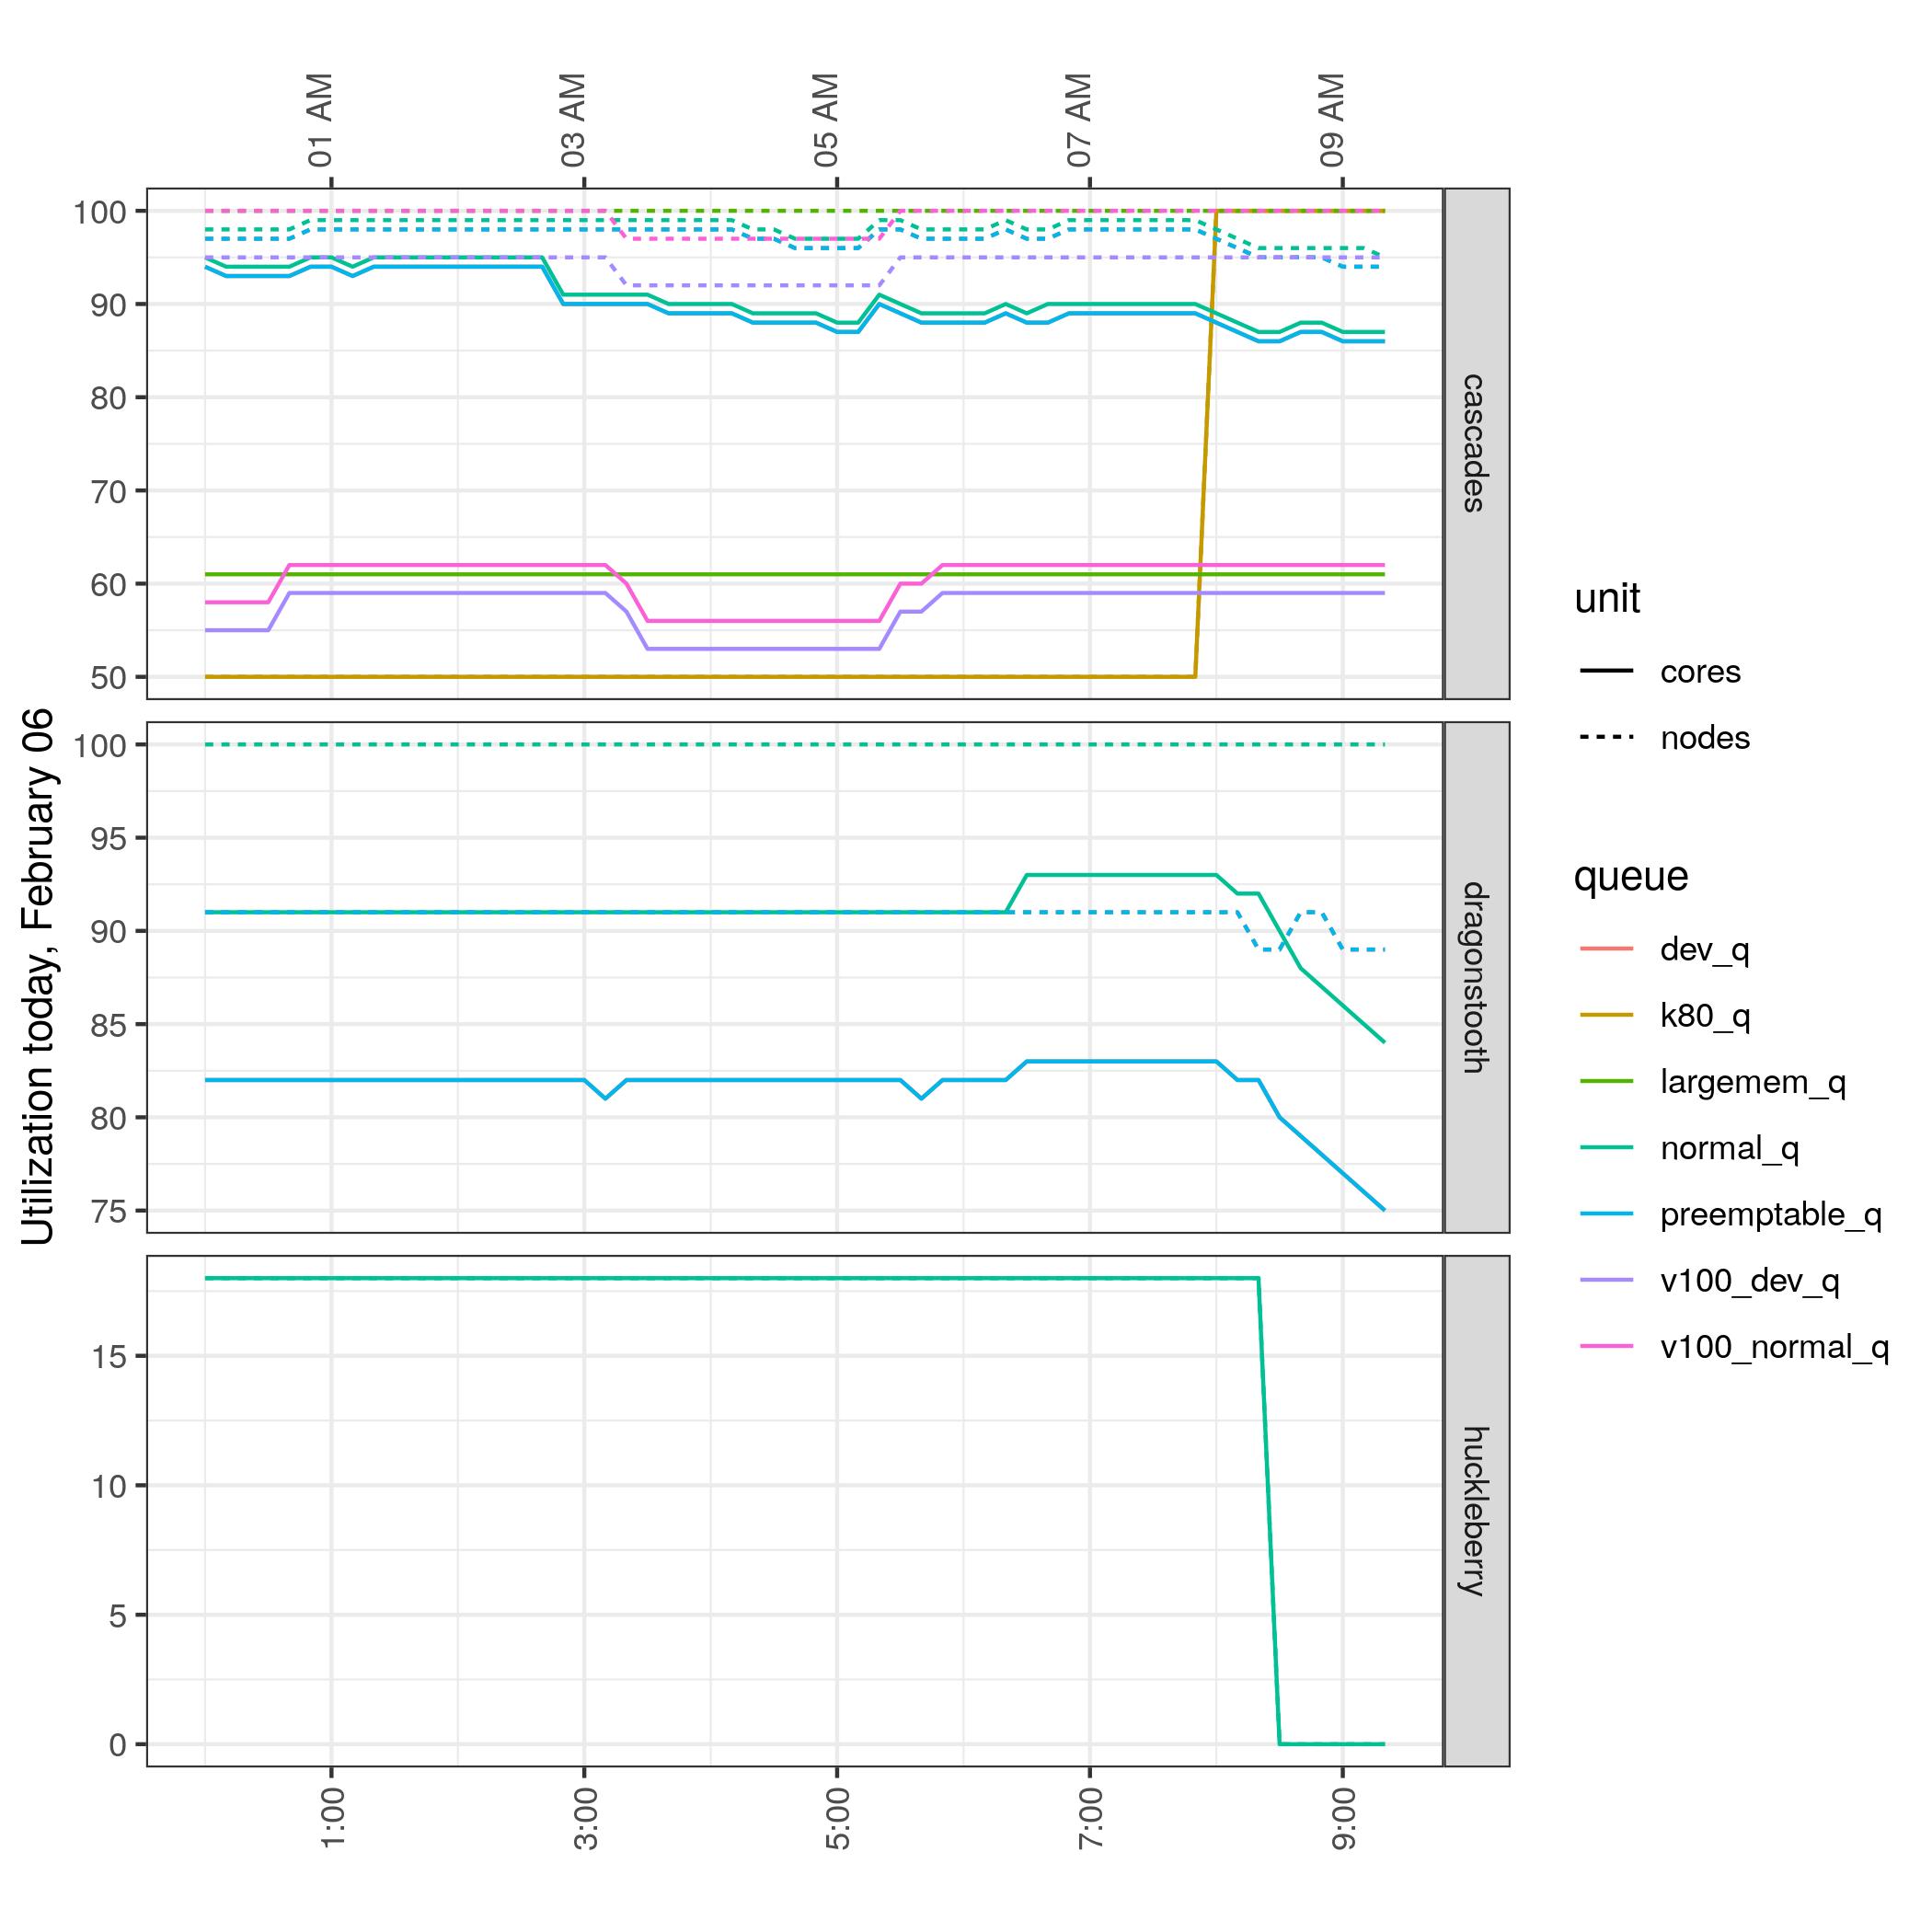 01 AM
03 AM
05 AM
07 AM
09 AM
Utilization today, February 06
100
90
80
70
60
50
cascades
100
95
90
85
80
75
dragonstooth
15
10
5
0
huckleberry
1:00
3:00
5:00
7:00
9:00
unit
cores
nodes
queue
dev_q
k80_q
largemem_q
normal_q
preemptable_q
v100_dev_q
v100_normal_q